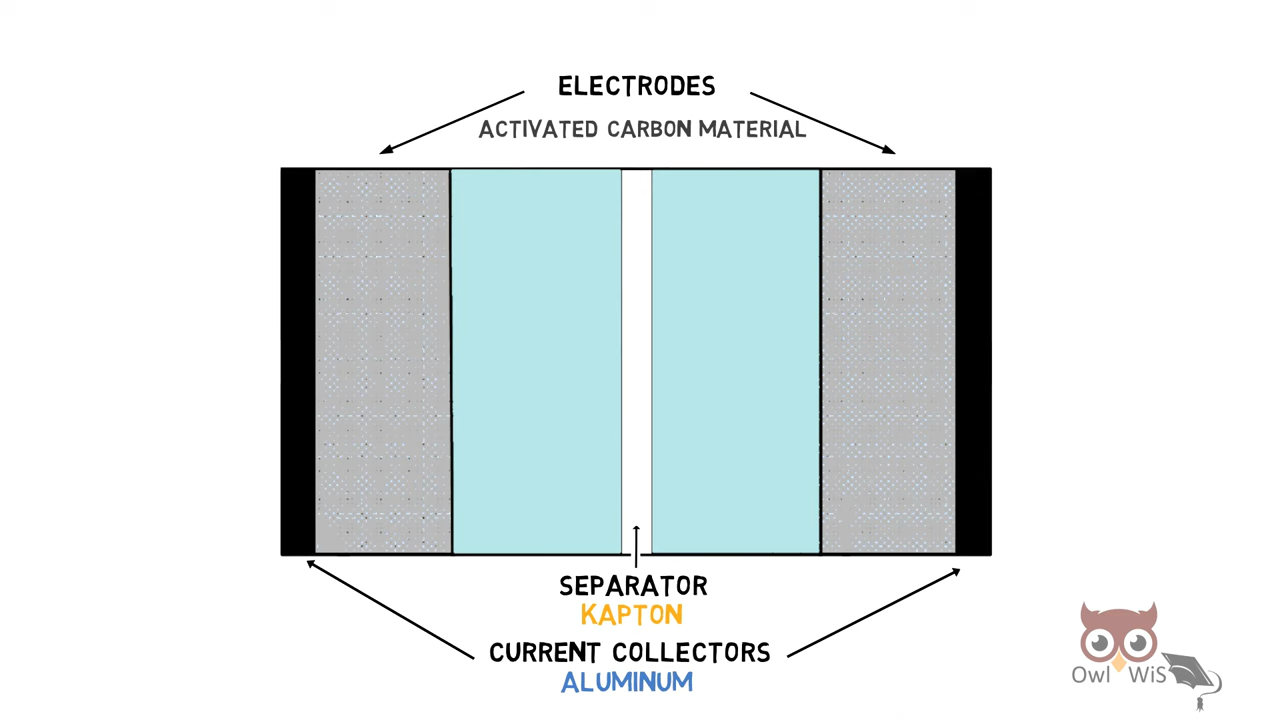 ELECTRODES
ACTIVATED CARBON MATERIAL
SEPARATOR
KAPTON
CURRENT COLLECTORS
ALUMINUM
Owl WiS